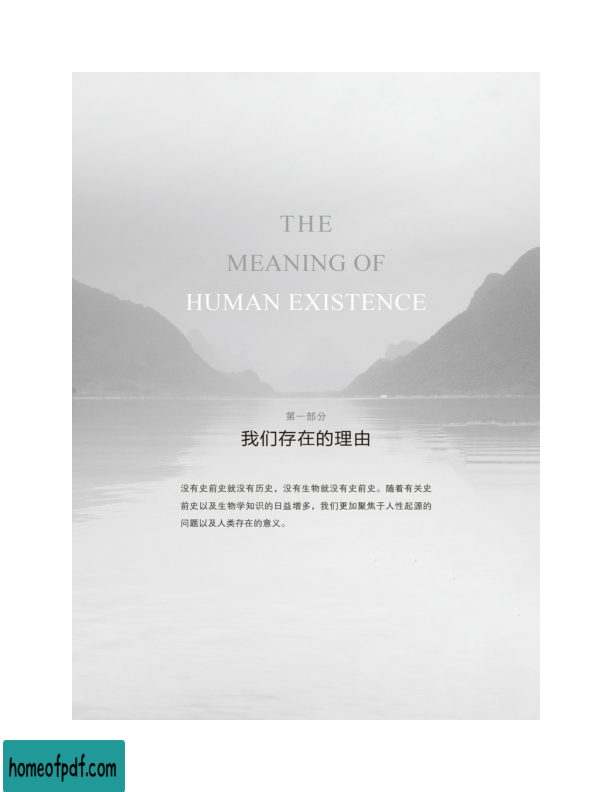 THE
MEANING OF
HUMAN EXISTENCE
第一部分
我们存在的理由
没有史前史就没有历史，没有生物就没有史前史。随着有关史
前史以及生物学知识的日益增多，我们更加聚焦于人性起源的
问题以及人类存在的意义。
homeofpdf.com